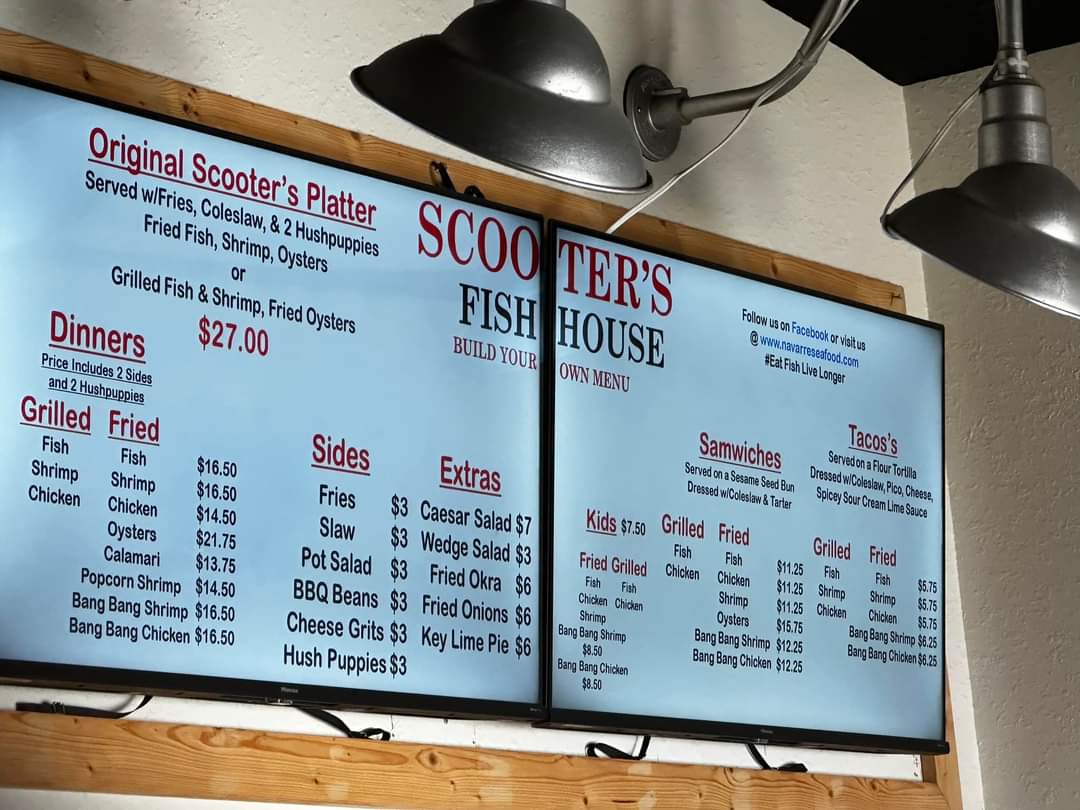 Original Scooter's Platter
Served w/Fries, Coleslaw, & 2 Hushpuppies
Fried Fish, Shrimp, Oysters
or
Grilled Fish & Shrimp, Fried Oysters
$27.00
SCOOTER'S
FISH HOUSE
BUILD YOUR OWN MENU
Follow us on Facebook or visit us
@ www.navarreseafood.com
#Eat Fish Live Longer
Dinners
Price Includes 2 Sides
and 2 Hushpuppies
Grilled Fried
Fish Fish $16.50
Shrimp Shrimp $16.50
Chicken Chicken $14.50
Oysters $21.75
Calamari $13.75
Popcorn Shrimp $14.50
Bang Bang Shrimp $16.50
Bang Bang Chicken $16.50
Sides
Fries $3
Slaw $3
Pot Salad $3
BBQ Beans $3
Cheese Grits $3
Hush Puppies $3
Extras
Caesar Salad $7
Wedge Salad $3
Fried Okra $6
Fried Onions $6
Key Lime Pie $6
Kids $7.50
Fried Grilled
Fish Fish
Chicken Chicken
Shrimp
Bang Bang Shrimp
$8.50
Bang Bang Chicken
$8.50
Samwiches
Served on a Sesame Seed Bun
Dressed w/Coleslaw & Tarter
Grilled Fried
Fish Fish $11.25
Chicken Chicken $11.25
Shrimp $11.25
Oysters $15.75
Bang Bang Shrimp $12.25
Bang Bang Chicken $12.25
Tacos's
Served on a Flour Tortilla
Dressed w/Coleslaw, Pico, Cheese,
Spicy Sour Cream Lime Sauce
Grilled Fried
Fish Fish $5.75
Shrimp Shrimp $5.75
Chicken Chicken $5.75
Bang Bang Shrimp $6.25
Bang Bang Chicken $6.25
Hisense
Hisense